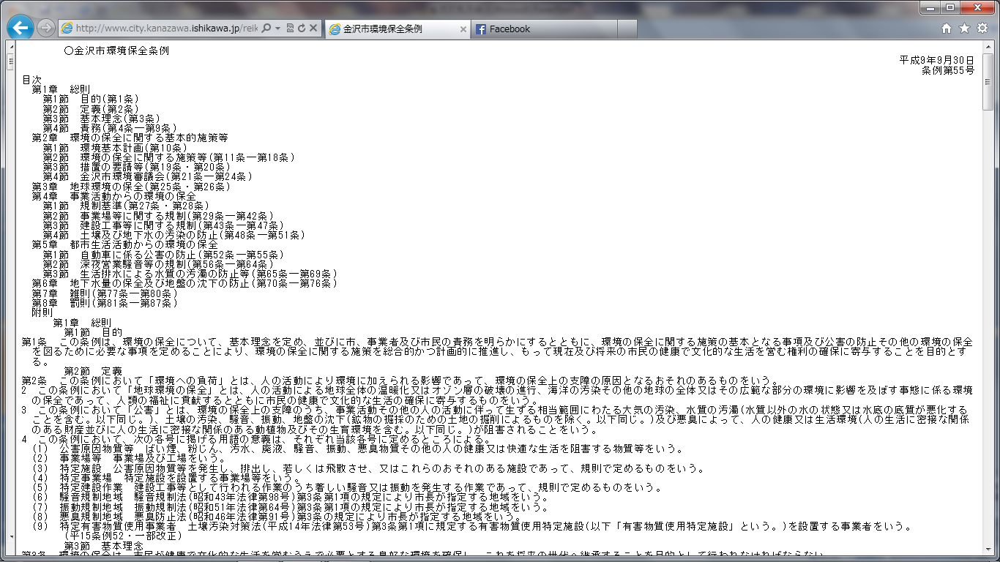 http://www.city.kanazawa.ishikawa.jp/reik
金沢市環境保全条例
Facebook
○金沢市環境保全条例
平成9年9月30日
条例第55号
目次
第1章 総則
第1節 目的(第1条)
第2節 定義(第2条)
第3節 基本理念(第3条)
第4節 責務(第4条―第9条)
第2章 環境の保全に関する基本的施策等
第1節 環境基本計画(第10条)
第2節 環境の保全に関する施策等(第11条―第18条)
第3節 措置の要請等(第19条・第20条)
第4節 金沢市環境審議会(第21条―第24条)
第3章 地球環境の保全(第25条・第26条)
第4章 事業活動からの環境の保全
第1節 規制基準(第27条・第28条)
第2節 事業場等に関する規制(第29条―第42条)
第3節 建設工事等に関する規制(第43条―第47条)
第4節 土壌及び地下水の汚染の防止(第48条―第51条)
第5章 都市生活活動からの環境の保全
第1節 自動車に係る公害の防止(第52条―第55条)
第2節 深夜営業騒音等の規制(第56条―第64条)
第3節 生活排水による水質の汚濁の防止等(第65条―第69条)
第6章 地下水量の保全及び地盤の沈下の防止(第70条―第76条)
第7章 雑則(第77条―第80条)
第8章 罰則(第81条―第87条)
附則
第1章 総則
第1節 目的
第1条 この条例は、環境の保全について、基本理念を定め、並びに市、事業者及び市民の責務を明らかにするとともに、環境の保全に関する施策の基本となる事項及び公害の防止その他の環境の保全
を図るために必要な事項を定めることにより、環境の保全に関する施策を総合的かつ計画的に推進し、もって現在及び将来の市民の健康で文化的な生活を営む権利の確保に寄与することを目的とす
る。
第2節 定義
第2条 この条例において「環境への負荷」とは、人の活動により環境に加えられる影響であって、環境の保全上の支障の原因となるおそれのあるものをいう。
2 この条例において「地球環境の保全」とは、人の活動による地球全体の温暖化又はオゾン層の破壊の進行、海洋の汚染その他の地球の全体又はその広範な部分の環境に影響を及ぼす事態に係る環境
の保全であって、人類の福祉に貢献するとともに市民の健康で文化的な生活の確保に寄与するものをいう。
3 この条例において「公害」とは、環境の保全上の支障のうち、事業活動その他の人の活動に伴って生ずる相当範囲にわたる大気の汚染、水質の汚濁(水質以外の水の状態又は水底の底質が悪化する
ことを含む。以下同じ。)、土壌の汚染、騒音、振動、地盤の沈下(鉱物の掘採のための土地の掘削によるものを除く。以下同じ。)及び悪臭によって、人の健康又は生活環境(人の生活に密接な関係
のある財産並びに人の生活に密接な関係のある動植物及びその生育環境を含む。以下同じ。)が阻害されることをいう。
4 この条例において、次の各号に掲げる用語の意義は、それぞれ当該各号に定めるところによる。
(1) 公害原因物質等 ばい煙、粉じん、汚水、廃液、騒音、振動、悪臭物質その他の人の健康又は快適な生活を阻害する物質等をいう。
(2) 事業場等 事業場及び工場をいう。
(3) 特定施設 公害原因物質等を発生し、排出し、若しくは飛散させ、又はこれらのおそれのある施設であって、規則で定めるものをいう。
(4) 特定事業場 特定施設を設置する事業場等をいう。
(5) 特定建設作業 建設工事等として行われる作業のうち著しい騒音又は振動を発生する作業であって、規則で定めるものをいう。
(6) 騒音規制地域 騒音規制法(昭和43年法律第98号)第3条第1項の規定により市長が指定する地域をいう。
(7) 振動規制地域 振動規制法(昭和51年法律第64号)第3条第1項の規定により市長が指定する地域をいう。
(8) 悪臭規制地域 悪臭防止法(昭和46年法律第91号)第3条の規定により市長が指定する地域をいう。
(9) 特定有害物質使用事業者 土壌汚染対策法(平成14年法律第53号)第3条第1項に規定する有害物質使用特定施設(以下「有害物質使用特定施設」という。)を設置する事業者をいう。
(平15条例52・一部改正)
第3節 基本理念
第3条 環境の保全は、市民が健康で文化的な生活を営むうえで必要とする良好な環境を確保し、これを将来の世代へ継承することを目的として行われなければならない。